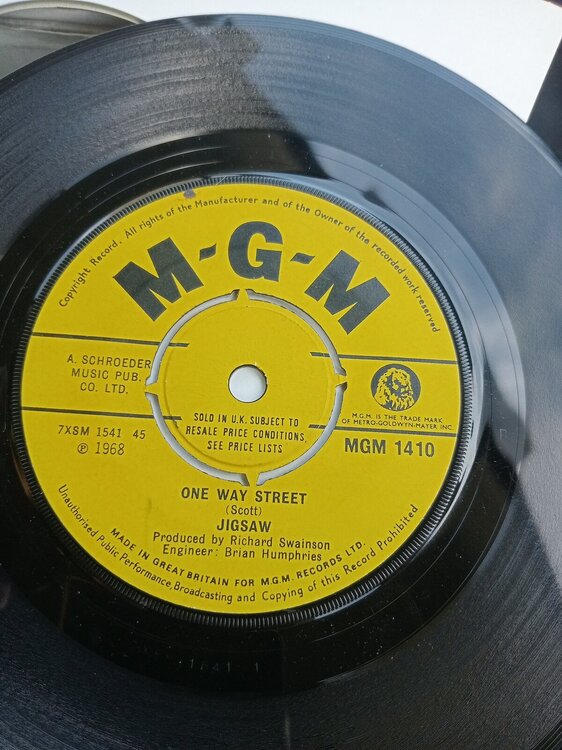 Copyright Record. All rights of the Manufacturer and of the Owner of the recorded work reserved
M-G-M
A. SCHROEDER
MUSIC PUB.
CO. LTD.
M.G.M. IS THE TRADE MARK
OF METRO-GOLDWYN-MAYER INC.
SOLD IN U.K. SUBJECT TO
RESALE PRICE CONDITIONS,
SEE PRICE LISTS
7XSM 1541 45
℗ 1968
MGM 1410
ONE WAY STREET
(Scott)
JIGSAW
Produced by Richard Swainson
Engineer: Brian Humphries
MADE IN GREAT BRITAIN FOR M.G.M. RECORDS LTD.
Unauthorised Public Performance, Broadcasting and Copying of this Record Prohibited